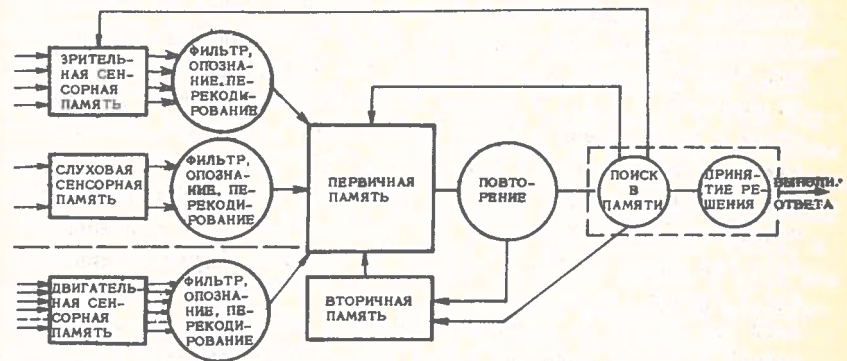 ЗРИТЕЛЬ-
НАЯ СЕН-
СОРНАЯ
ПАМЯТЬ
ФИЛЬТР,
ОПОЗНА-
НИЕ, ПЕ-
РЕКОДИ-
РОВАНИЕ
СЛУХОВАЯ
СЕНСОРНАЯ
ПАМЯТЬ
ФИЛЬТР,
ОПОЗНА-
НИЕ, ПЕ-
РЕКОДИ-
РОВАНИЕ
ДВИГАТЕЛЬ-
НАЯ СЕН-
СОРНАЯ
ПАМЯТЬ
ФИЛЬТР,
ОПОЗНА-
НИЕ, ПЕ-
РЕКОДИ-
РОВАНИЕ
ПЕРВИЧНАЯ
ПАМЯТЬ
ВТОРИЧНАЯ
ПАМЯТЬ
ПОВТО-
РЕНИЕ
ПОИСК
В
ПАМЯТИ
ПРИНЯ-
ТИЕ РЕ-
ШЕНИЯ
ОТВЕТА